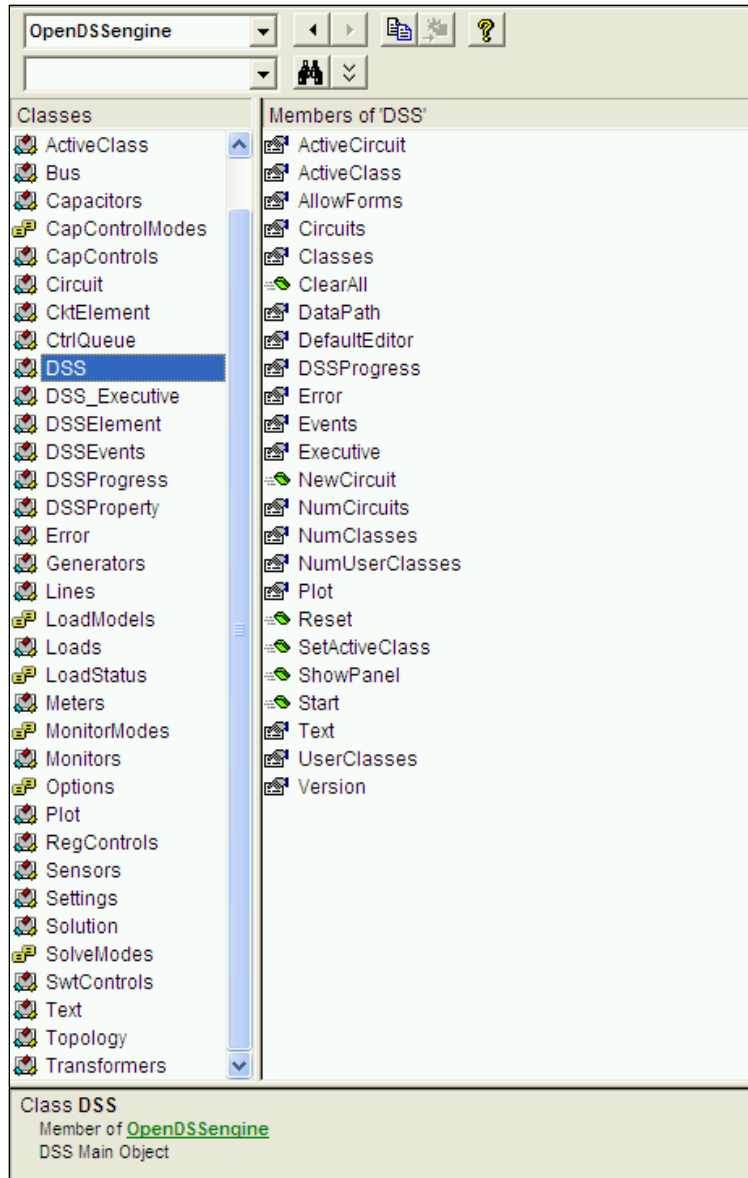 OpenDSSengine
Classes
ActiveClass
Bus
Capacitors
CapControlModes
CapControls
Circuit
CktElement
CtrlQueue
DSS
DSS_Executive
DSSElement
DSSEvents
DSSProgress
DSSProperty
Error
Generators
Lines
LoadModels
Loads
LoadStatus
Meters
MonitorModes
Monitors
Options
Plot
RegControls
Sensors
Settings
Solution
SolveModes
SwtControls
Text
Topology
Transformers
Members of 'DSS'
ActiveCircuit
ActiveClass
AllowForms
Circuits
Classes
ClearAll
DataPath
DefaultEditor
DSSProgress
Error
Events
Executive
NewCircuit
NumCircuits
NumClasses
NumUserClasses
Plot
Reset
SetActiveClass
ShowPanel
Start
Text
UserClasses
Version
Class DSS
Member of OpenDSSengine
DSS Main Object